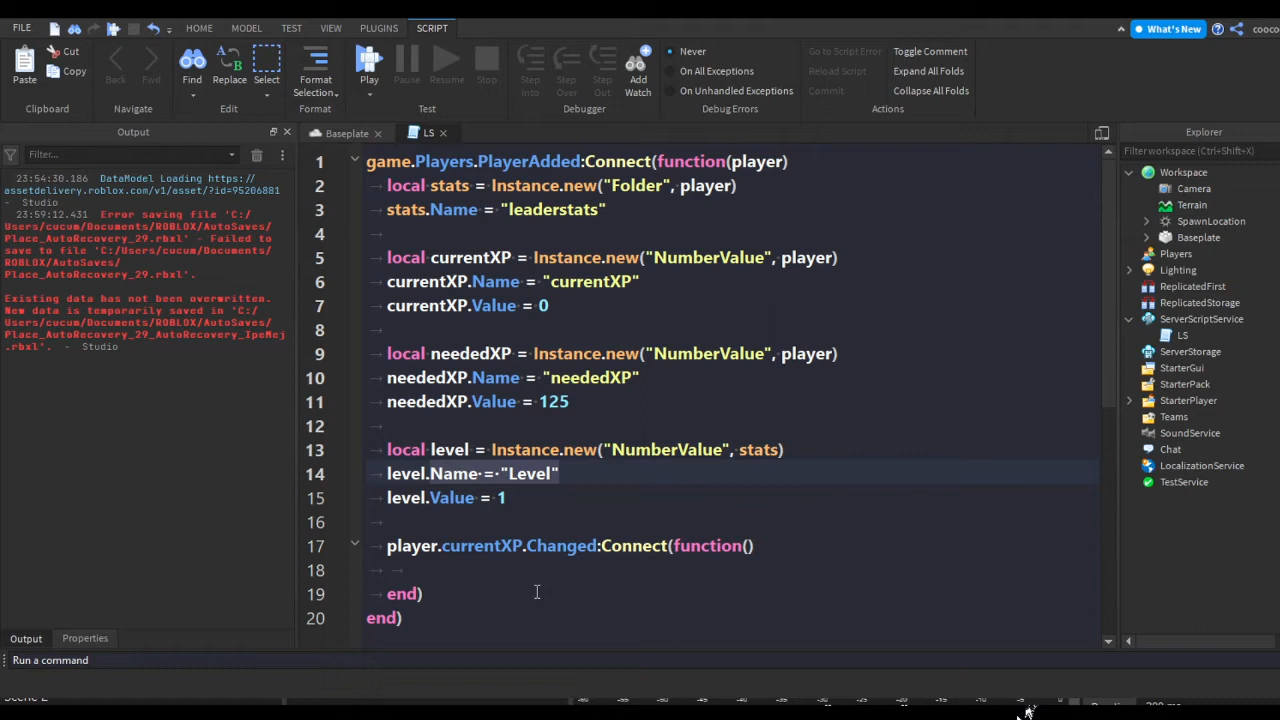 FILE HOME MODEL TEST VIEW PLUGINS SCRIPT What's New cooco
Paste Cut Copy Back Fwd Find Replace Select Format Selection Play Pause Resume Stop Step Into Step Over Step Out Add Watch
Never Go to Script Error Toggle Comment
On All Exceptions Reload Script Expand All Folds
On Unhandled Exceptions Commit Collapse All Folds
Clipboard Navigate Edit Format Test Debugger Debug Errors Actions
Output
Filter...
23:54:30.186 DataModel Loading https://
assetdelivery.roblox.com/v1/asset/?id=95206881
- Studio
23:59:12.431 Error saving file 'C:/
Users/cucum/Documents/ROBLOX/AutoSaves/
Place_AutoRecovery_29.rbxl' - Failed to
save to file 'C:/Users/cucum/Documents/
ROBLOX/AutoSaves/
Place_AutoRecovery_29.rbxl'.
Existing data has not been overwritten.
New data is temporarily saved in 'C:/
Users/cucum/Documents/ROBLOX/AutoSaves/
Place_AutoRecovery_29_AutoRecovery_IpeMej
.rbxl'. - Studio
Output Properties
Baseplate LS
1 game.Players.PlayerAdded:Connect(function(player)
2 local stats = Instance.new("Folder", player)
3 stats.Name = "leaderstats"
4
5 local currentXP = Instance.new("NumberValue", player)
6 currentXP.Name = "currentXP"
7 currentXP.Value = 0
8
9 local neededXP = Instance.new("NumberValue", player)
10 neededXP.Name = "neededXP"
11 neededXP.Value = 125
12
13 local level = Instance.new("NumberValue", stats)
14 level.Name = "Level"
15 level.Value = 1
16
17 player.currentXP.Changed:Connect(function()
18
19 end)
20 end)
Explorer
Filter workspace (Ctrl+Shift+X)
Workspace
Camera
Terrain
SpawnLocation
Baseplate
Players
Lighting
ReplicatedFirst
ReplicatedStorage
ServerScriptService
LS
ServerStorage
StarterGui
StarterPack
StarterPlayer
Teams
SoundService
Chat
LocalizationService
TestService
Run a command